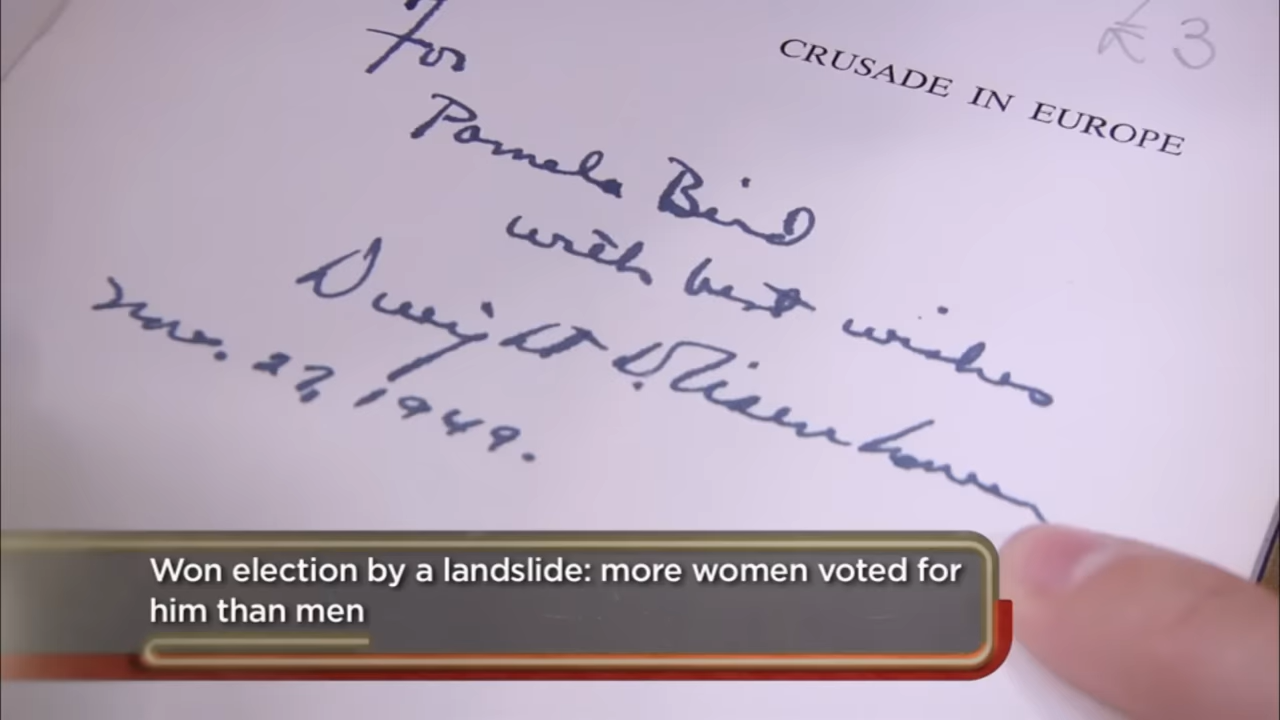 £3
CRUSADE IN EUROPE
For
Pamela Bird
with best wishes
Dwight D. Eisenhower
Nov. 27, 1949.
Won election by a landslide: more women voted for
him than men